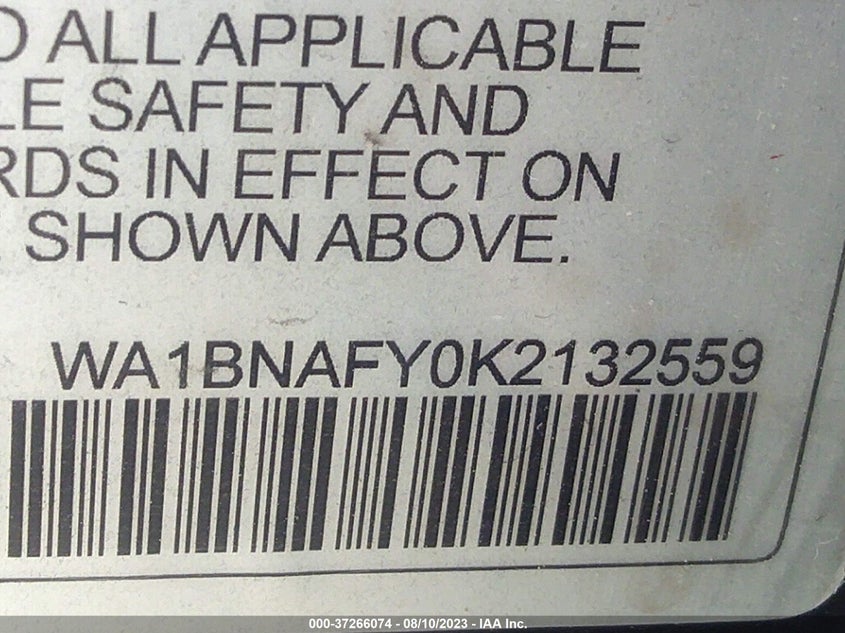 O ALL APPLICABLE
LE SAFETY AND
RDS IN EFFECT ON
SHOWN ABOVE.
WA1BNAFY0K2132559
000-37266074 - 08/10/2023 - IAA Inc.